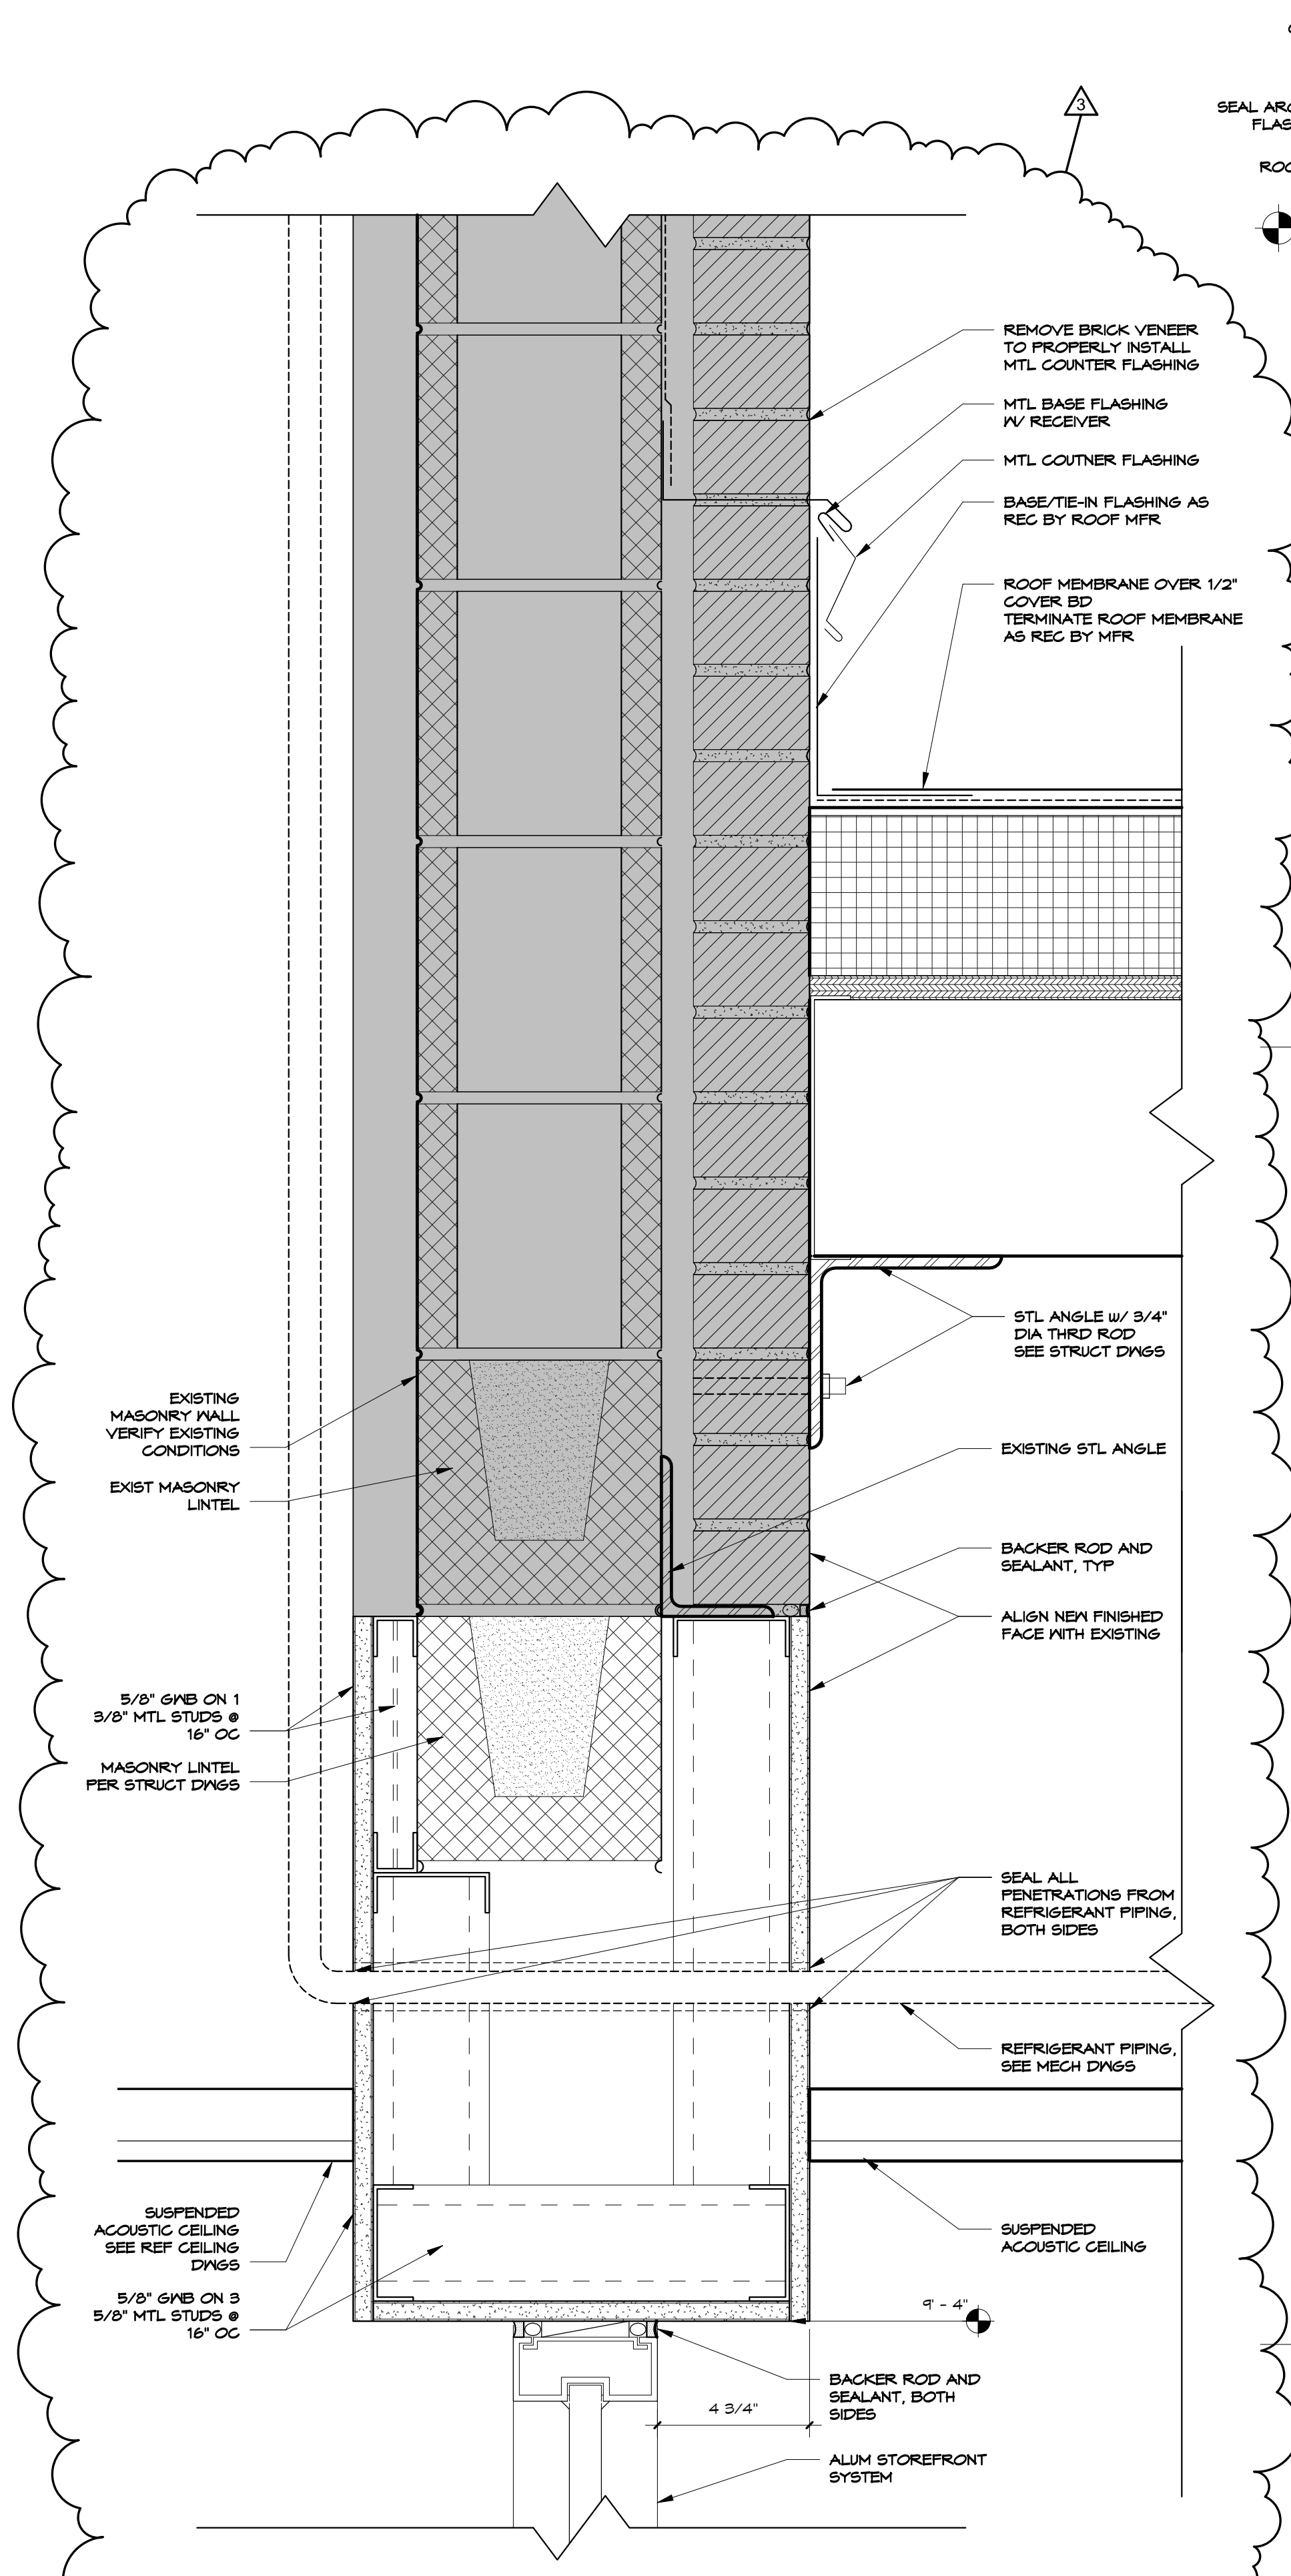 3
SEAL
ROO
REMOVE BRICK VENEER
TO PROPERLY INSTALL
MTL COUNTER FLASHING
MTL BASE FLASHING
W/ RECEIVER
MTL COUTNER FLASHING
BASE/TIE-IN FLASHING AS
REC BY ROOF MFR
ROOF MEMBRANE OVER 1/2"
COVER BD
TERMINATE ROOF MEMBRANE
AS REC BY MFR
STL ANGLE w/ 3/4"
DIA THRD ROD
SEE STRUCT DWGS
EXISTING
MASONRY WALL
VERIFY EXISTING
CONDITIONS
EXIST MASONRY
LINTEL
EXISTING STL ANGLE
BACKER ROD AND
SEALANT, TYP
ALIGN NEW FINISHED
FACE WITH EXISTING
5/8" GWB ON 1
3/8" MTL STUDS @
16" OC
MASONRY LINTEL
PER STRUCT DWGS
SEAL ALL
PENETRATIONS FROM
REFRIGERANT PIPING,
BOTH SIDES
REFRIGERANT PIPING,
SEE MECH DWGS
SUSPENDED
ACOUSTIC CEILING
SEE REF CEILING
DWGS
SUSPENDED
ACOUSTIC CEILING
5/8" GWB ON 3
5/8" MTL STUDS @
16" OC
9' - 4"
BACKER ROD AND
SEALANT, BOTH
SIDES
4 3/4"
ALUM STOREFRONT
SYSTEM